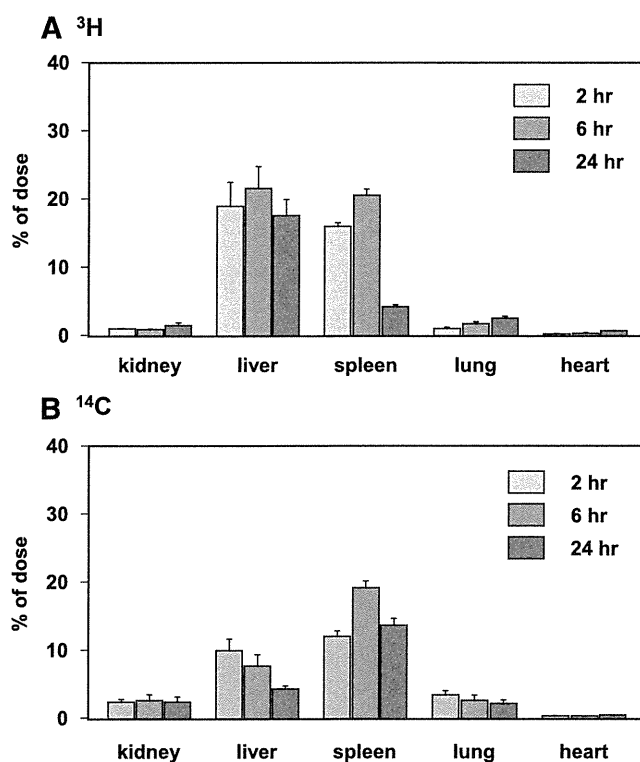 A ³H
40
30
20
10
0
% of dose
2 hr
6 hr
24 hr
kidney liver spleen lung heart
B ¹⁴C
40
30
20
10
0
% of dose
2 hr
6 hr
24 hr
kidney liver spleen lung heart